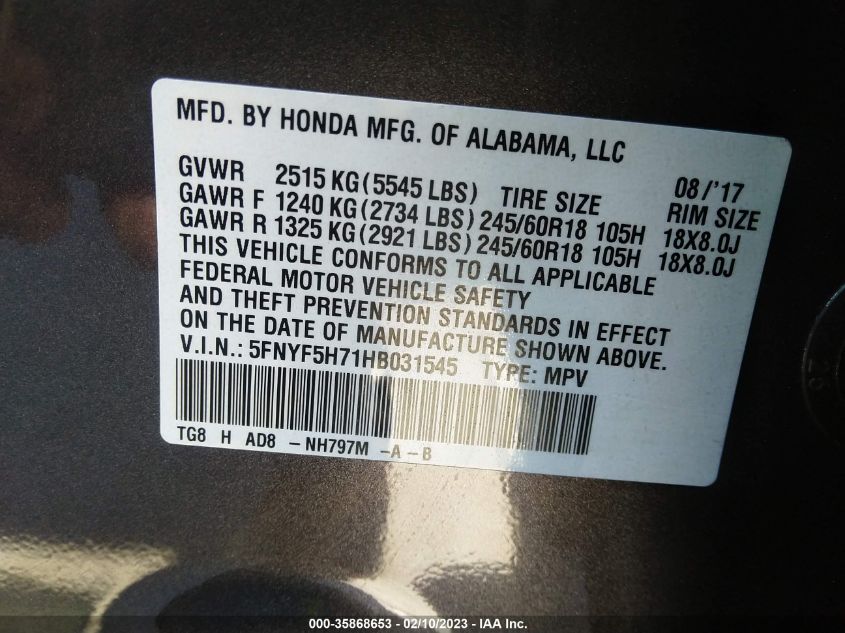 MFD. BY HONDA MFG. OF ALABAMA, LLC
GVWR 2515 KG (5545 LBS) TIRE SIZE 08/'17
GAWR F 1240 KG (2734 LBS) 245/60R18 105H RIM SIZE 18X8.0J
GAWR R 1325 KG (2921 LBS) 245/60R18 105H 18X8.0J
THIS VEHICLE CONFORMS TO ALL APPLICABLE
FEDERAL MOTOR VEHICLE SAFETY
AND THEFT PREVENTION STANDARDS IN EFFECT
ON THE DATE OF MANUFACTURE SHOWN ABOVE.
V.I.N.: 5FNYF5H71HB031545 TYPE: MPV
TG8 H AD8 – NH797M –A – B
000-35868653 — 02/10/2023 — IAA Inc.